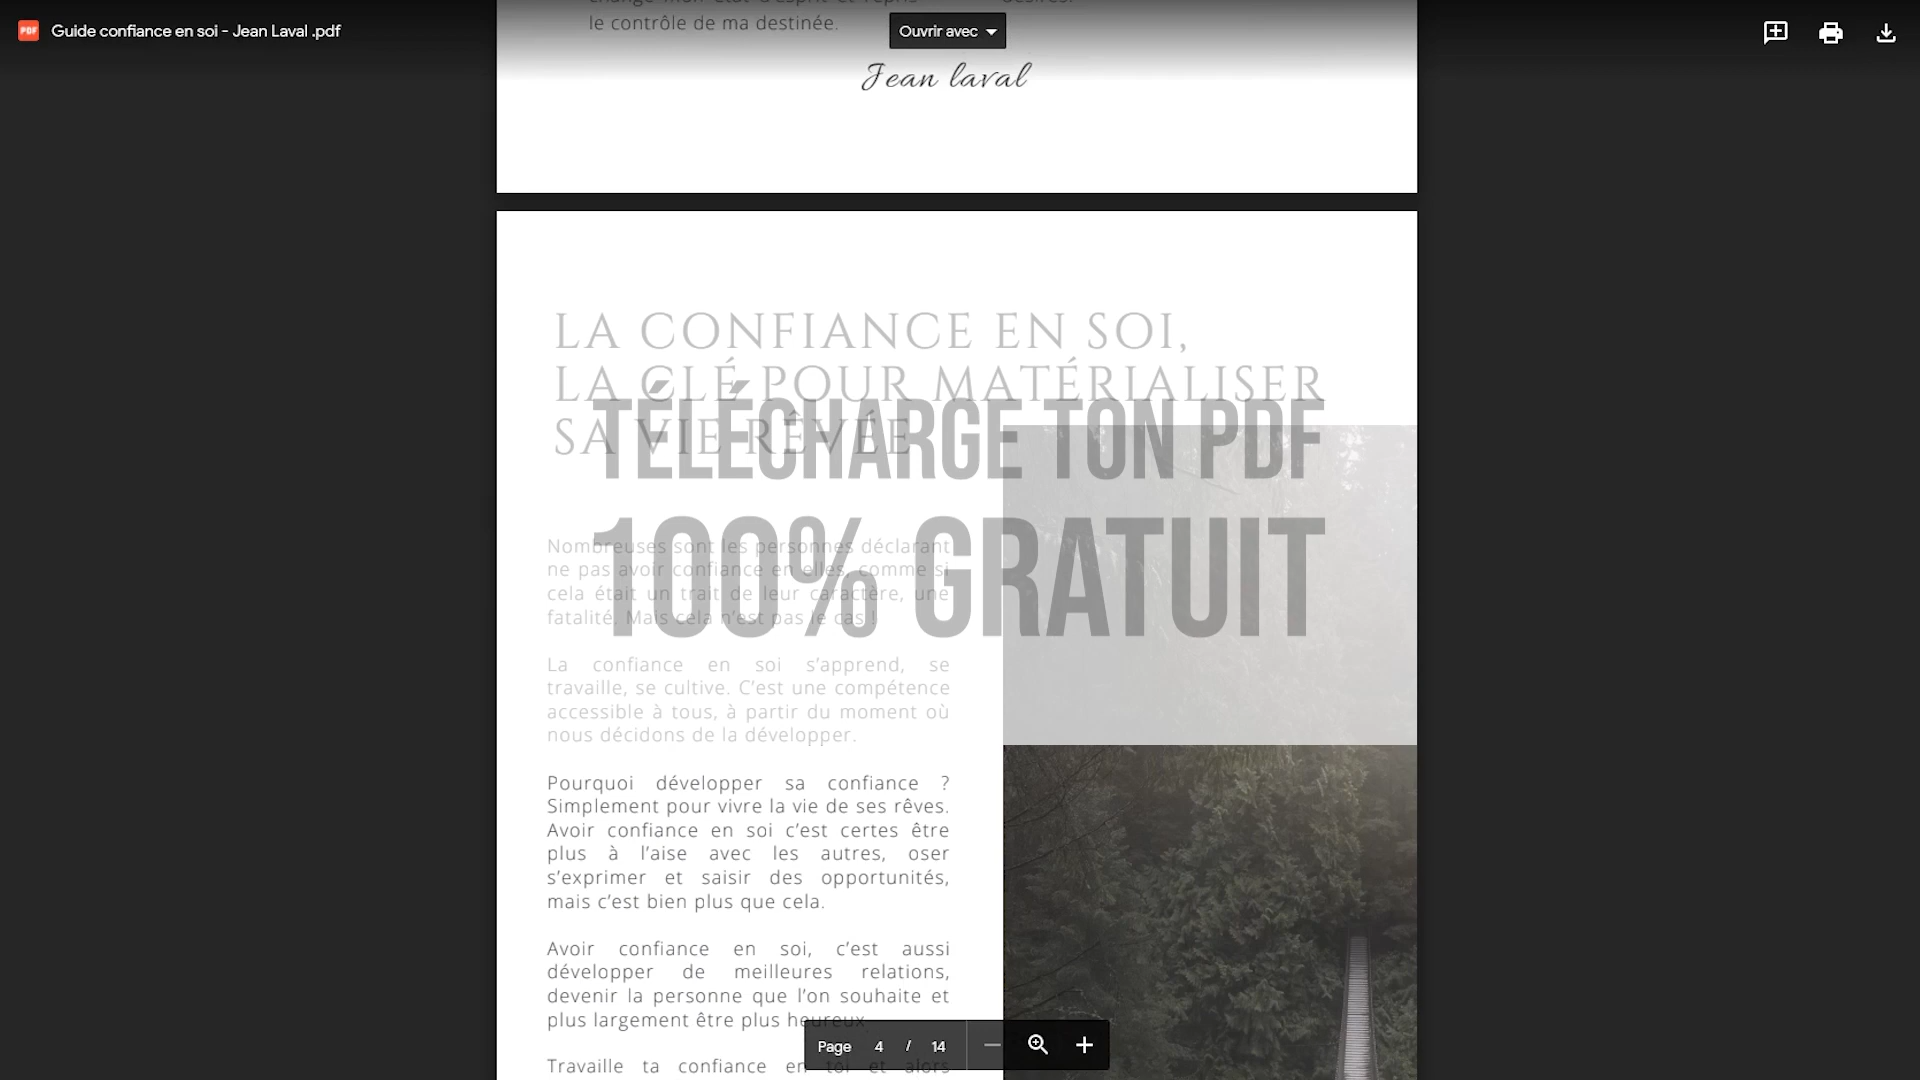 PDF Guide confiance en soi - Jean Laval .pdf
Ouvrir avec
le contrôle de ma destinée.
désirs.
Jean laval
LA CONFIANCE EN SOI,
LA CLÉ POUR MATÉRIALISER
SA VIE RÊVÉE
TÉLÉCHARGE TON PDF
100% GRATUIT
Nombreuses sont les personnes déclarant
ne pas avoir confiance en elles, comme si
cela était un trait de leur caractère, une
fatalité. Mais cela n'est pas le cas !
La confiance en soi s'apprend, se
travaille, se cultive. C'est une compétence
accessible à tous, à partir du moment où
nous décidons de la développer.
Pourquoi développer sa confiance ?
Simplement pour vivre la vie de ses rêves.
Avoir confiance en soi c'est certes être
plus à l'aise avec les autres, oser
s'exprimer et saisir des opportunités,
mais c'est bien plus que cela.
Avoir confiance en soi, c'est aussi
développer de meilleures relations,
devenir la personne que l'on souhaite et
plus largement être plus heureux.
Travaille ta confiance en toi et alors
Page 4 / 14